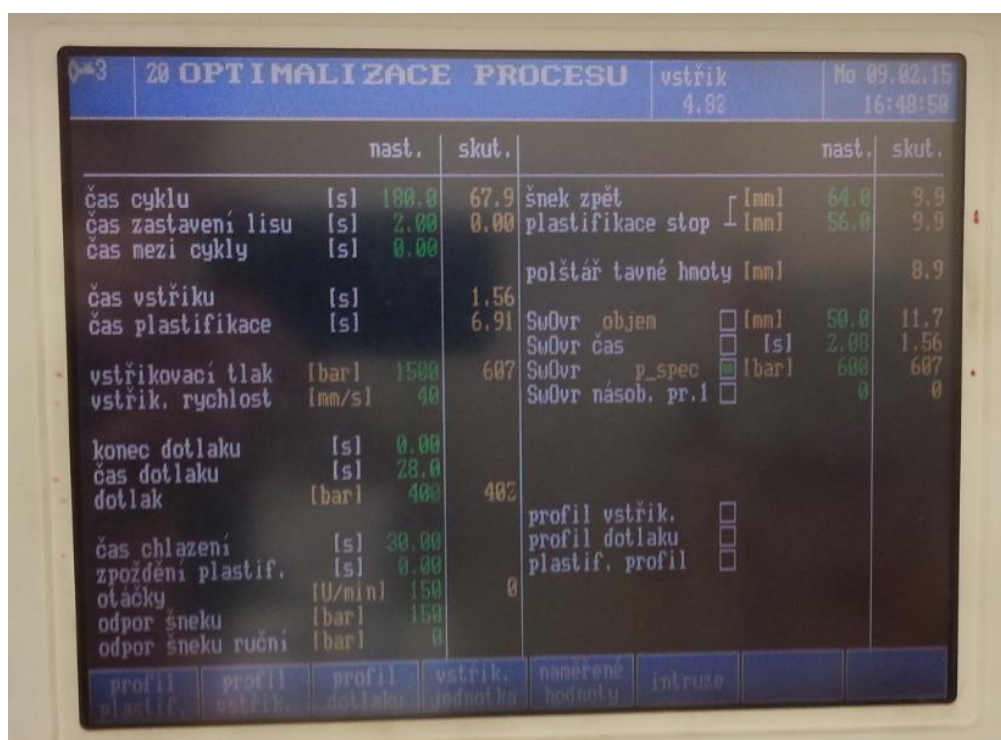 3 20 OPTIMALIZACE PROCESU vstřik Mo 09.02.15
4.92 16:48:50
nast. skut. nast. skut.
čas cyklu [s] 180.0 67.9 šnek zpět [mm] 64.0 9.9
čas zastavení lisu [s] 2.00 0.00 plastifikace stop [mm] 56.0 9.9
čas mezi cykly [s] 0.00
polštář tavné hmoty [mm] 8.9
čas vstřiku [s] 1.56
čas plastifikace [s] 6.91 SwOvr objem [mm] 50.0 11.7
SwOvr čas [s] 2.08 1.56
vstřikovací tlak [bar] 1500 607 SwOvr p_spec [bar] 600 607
vstřik. rychlost [mm/s] 40 SwOvr násob. pr.1 0 0
konec dotlaku [s] 0.00
čas dotlaku [s] 28.0
dotlak [bar] 400 403
profil vstřik.
čas chlazení [s] 30.00 profil dotlaku
zpoždění plastif. [s] 0.00 plastif. profil
otáčky [U/min] 150 0
odpor šneku [bar] 150
odpor šneku ruční [bar] 0
profil profil profil vstřik. naměřené intruze
plastif. vstřik. dotlaku jednotka hodnoty